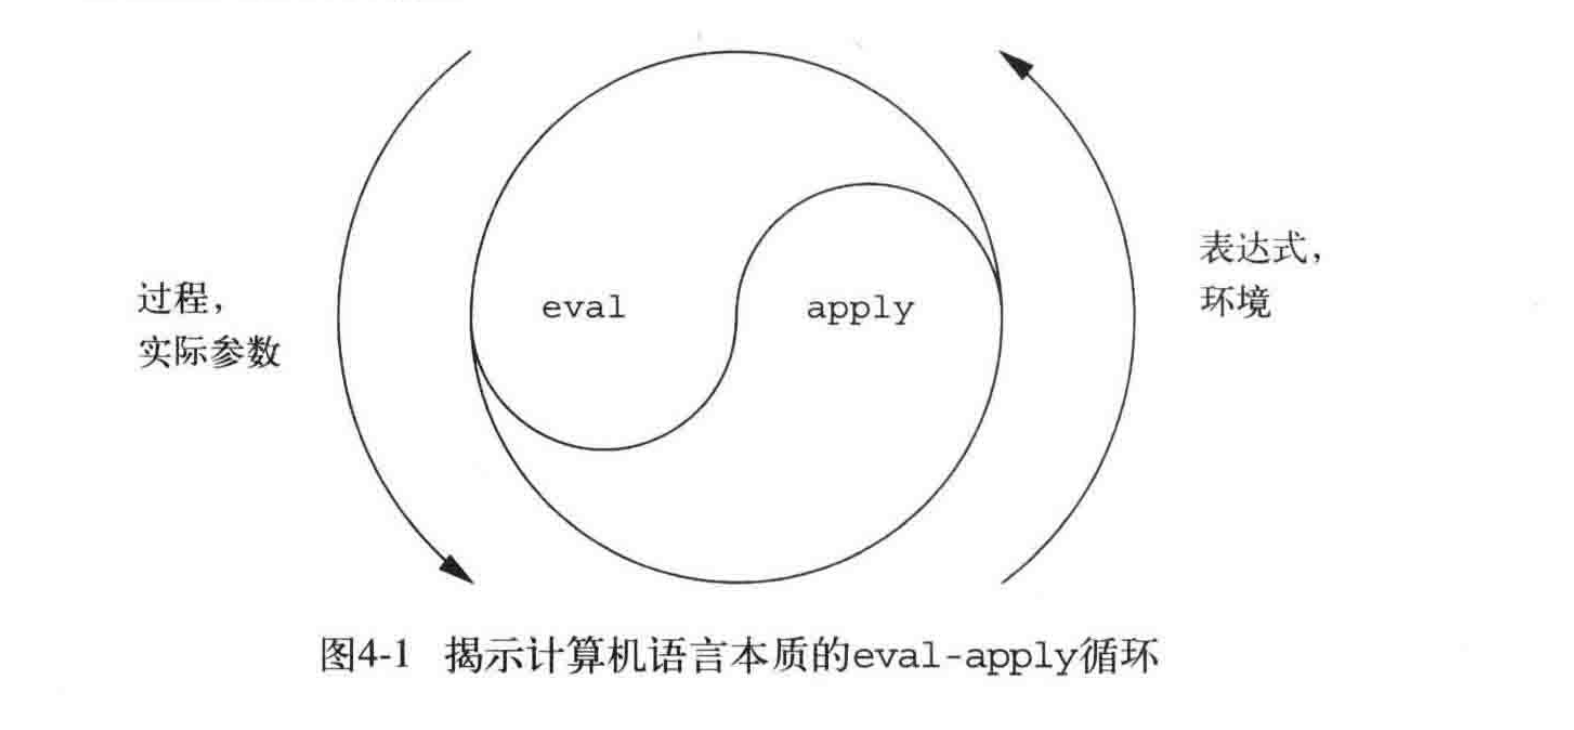 过程，
实际参数
eval
apply
表达式，
环境
图4-1 揭示计算机语言本质的eval-apply循环